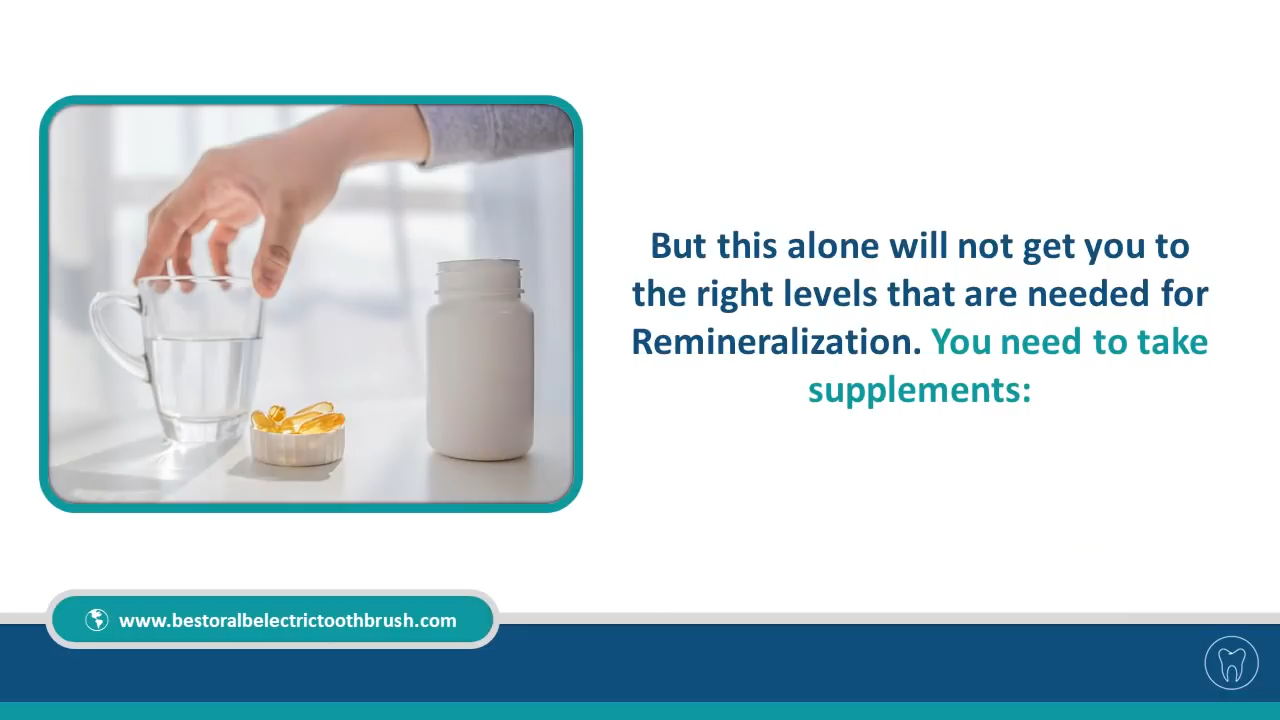 But this alone will not get you to
the right levels that are needed for
Remineralization. You need to take
supplements:
www.bestoralbelectrictoothbrush.com